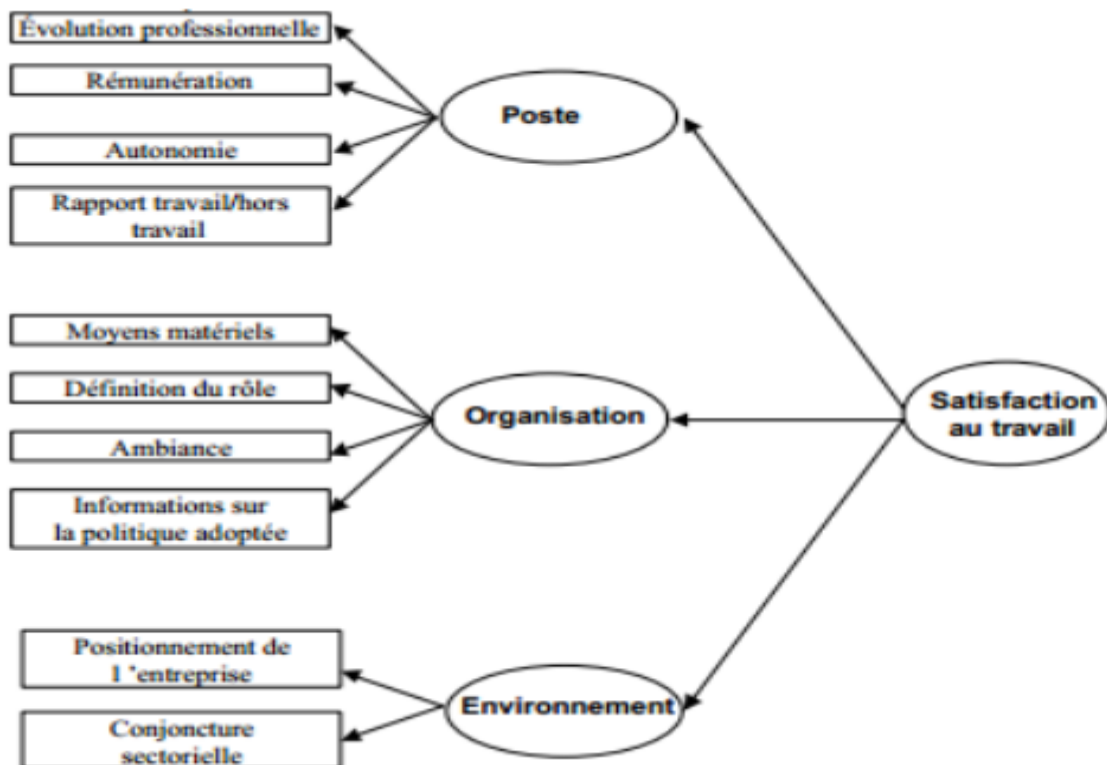 Évolution professionnelle
Rémunération
Autonomie
Rapport travail/hors
travail
Poste
Moyens matériels
Définition du rôle
Ambiance
Informations sur
la politique adoptée
Organisation
Satisfaction
au travail
Positionnement de
l 'entreprise
Conjoncture
sectorielle
Environnement